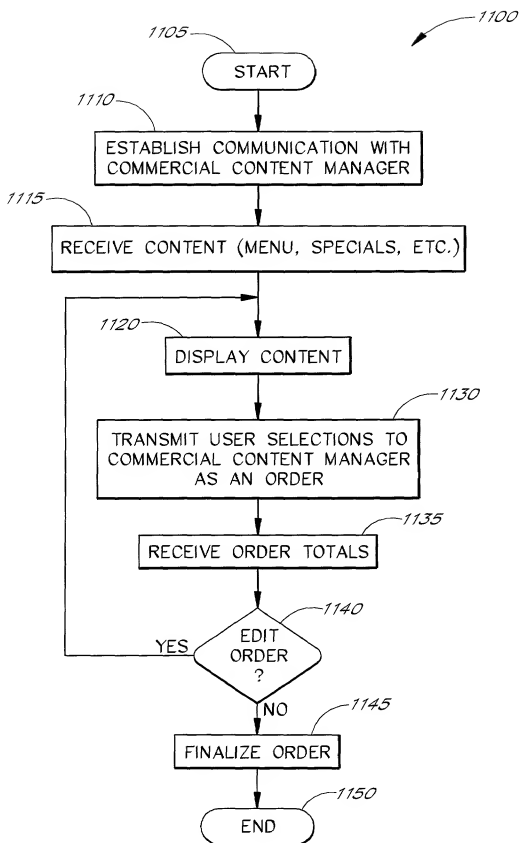 1100
1105
START
1110
ESTABLISH COMMUNICATION WITH
COMMERCIAL CONTENT MANAGER
1115
RECEIVE CONTENT (MENU, SPECIALS, ETC.)
1120
DISPLAY CONTENT
1130
TRANSMIT USER SELECTIONS TO
COMMERCIAL CONTENT MANAGER
AS AN ORDER
1135
RECEIVE ORDER TOTALS
1140
EDIT
ORDER
?
YES
NO
1145
FINALIZE ORDER
1150
END